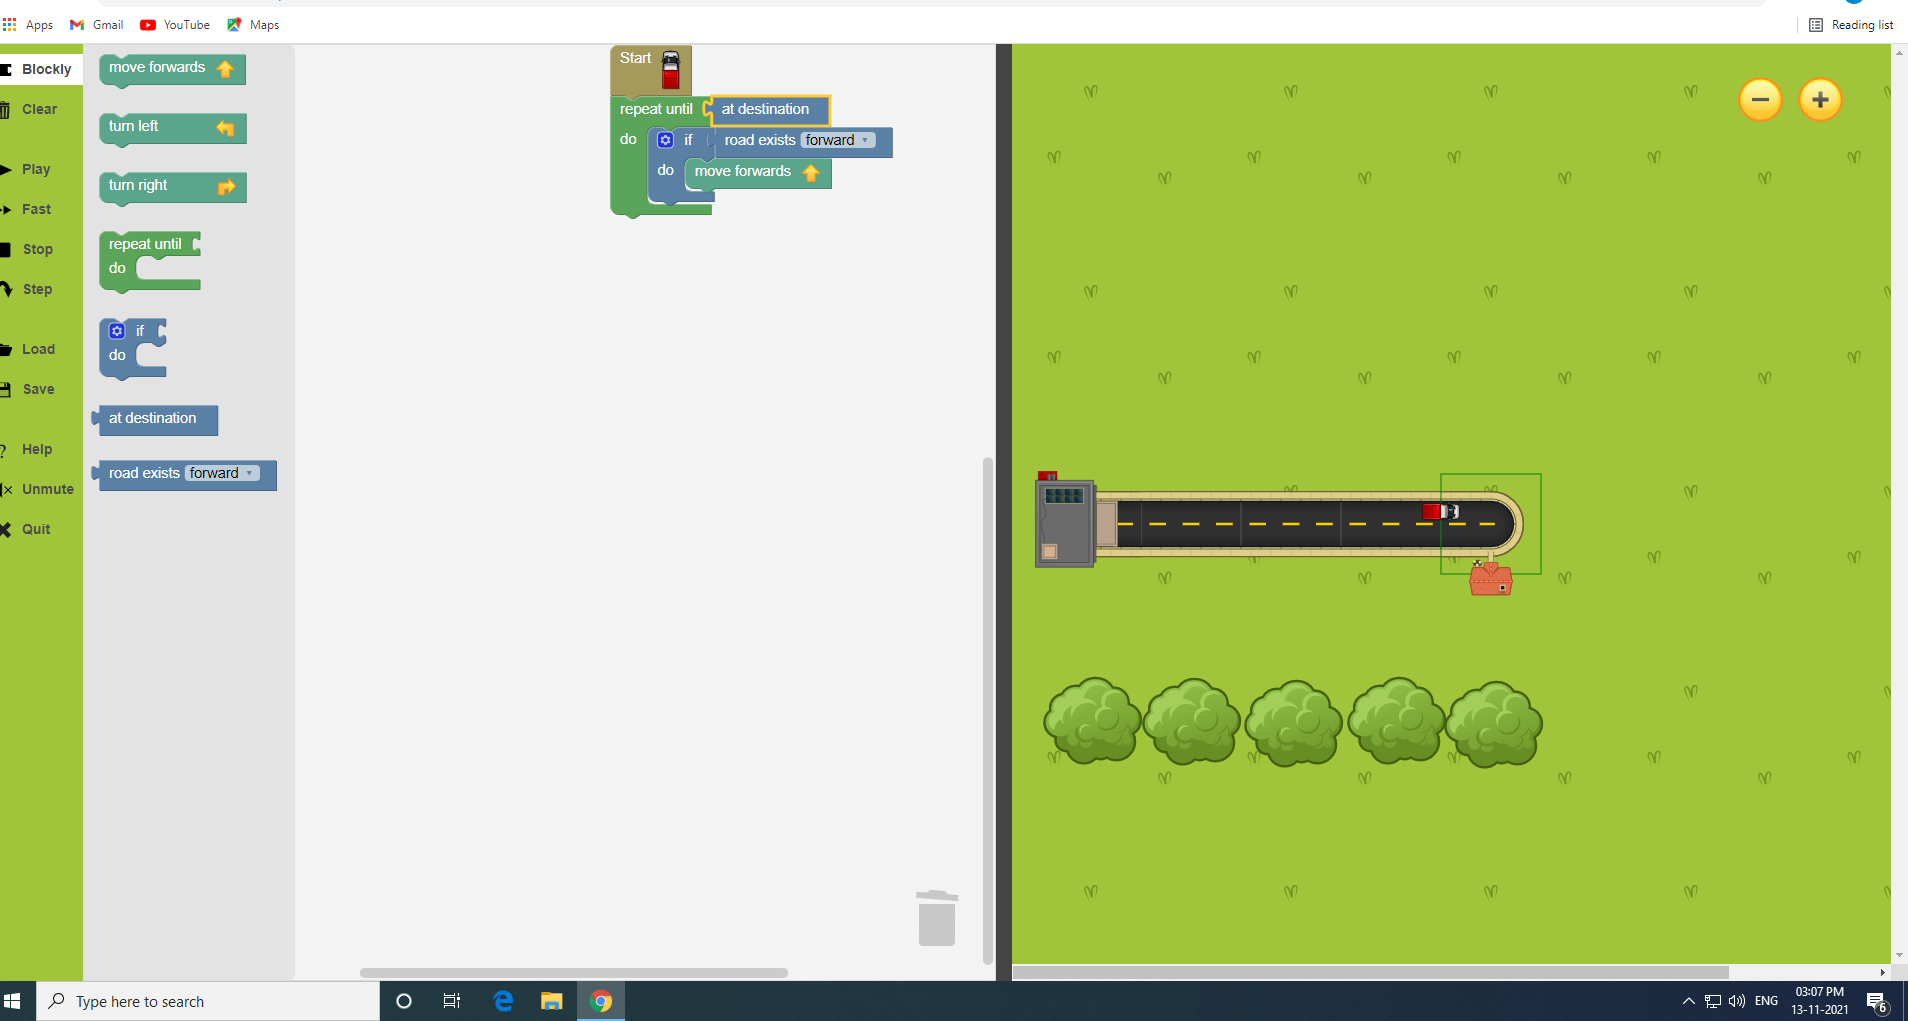 Apps Gmail YouTube Maps Reading list
Blockly
Clear
Play
Fast
Stop
Step
Load
Save
Help
Unmute
Quit
move forwards
turn left
turn right
repeat until
do
if
do
at destination
road exists forward
Start
repeat until at destination
do if road exists forward
do move forwards
Type here to search
ENG
03:07 PM
13-11-2021
6